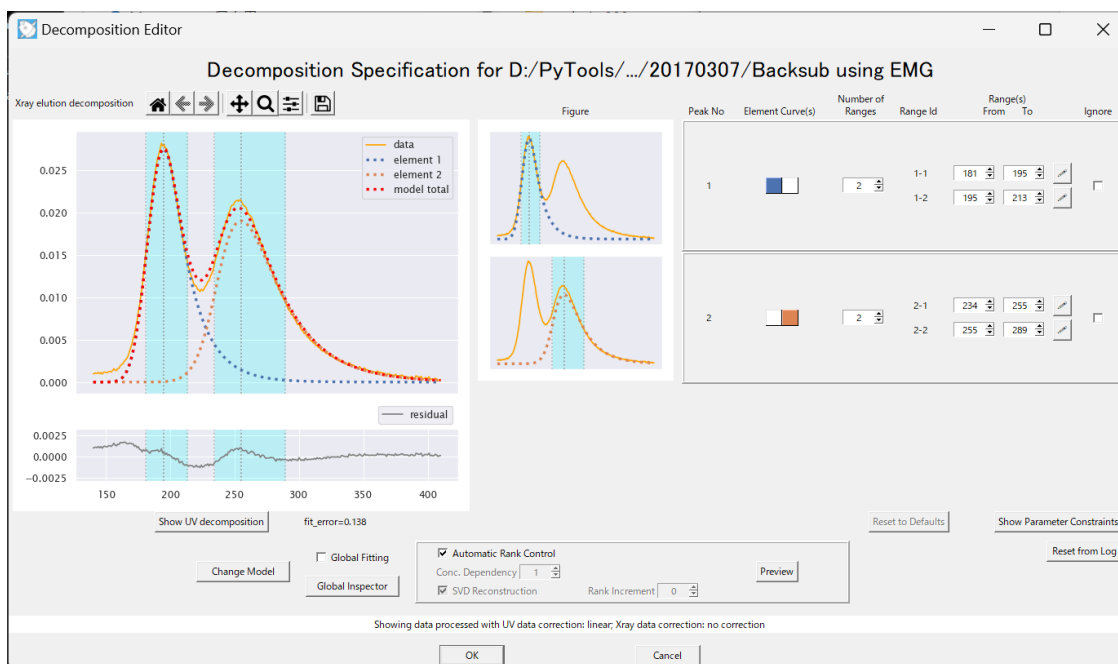 Decomposition Editor
Decomposition Specification for D:/PyTools/.../20170307/Backsub using EMG
Xray elution decomposition
Figure
Peak No
Element Curve(s)
Number of
Ranges
Range Id
Range(s)
From To
Ignore
data
element 1
element 2
model total
0.025
0.020
0.015
0.010
0.005
0.000
residual
0.0025
0.0000
−0.0025
150 200 250 300 350 400
1
2
1-1 181 195
1-2 195 213
2
2
2-1 234 255
2-2 255 289
Show UV decomposition
fit_error=0.138
Reset to Defaults
Show Parameter Constraints
Reset from Log
Change Model
Global Fitting
Global Inspector
Automatic Rank Control
Conc. Dependency 1
SVD Reconstruction
Rank Increment 0
Preview
Showing data processed with UV data correction: linear; Xray data correction: no correction
OK
Cancel